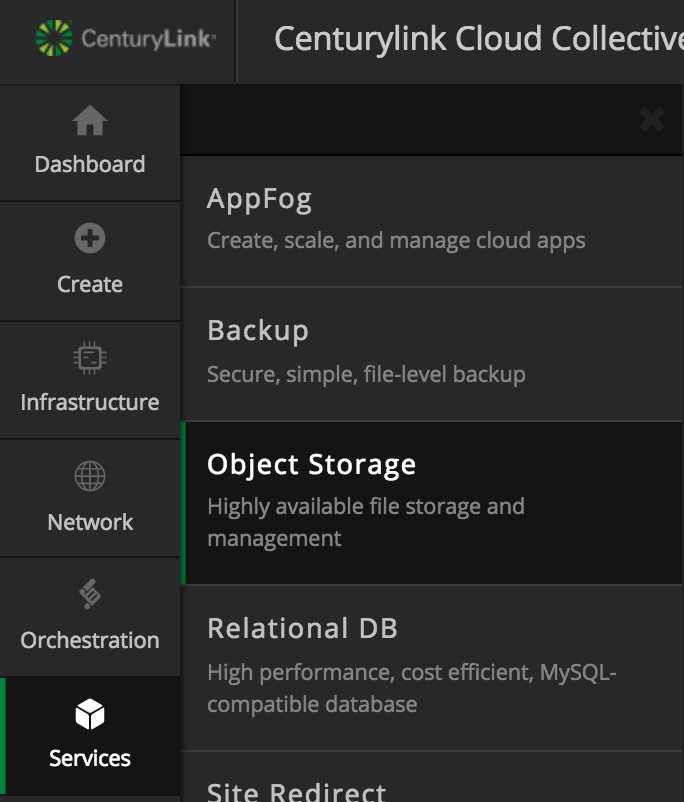 CenturyLink
Centurylink Cloud Collective
Dashboard
Create
Infrastructure
Network
Orchestration
Services
AppFog
Create, scale, and manage cloud apps
Backup
Secure, simple, file-level backup
Object Storage
Highly available file storage and
management
Relational DB
High performance, cost efficient, MySQL-
compatible database
Site Redirect